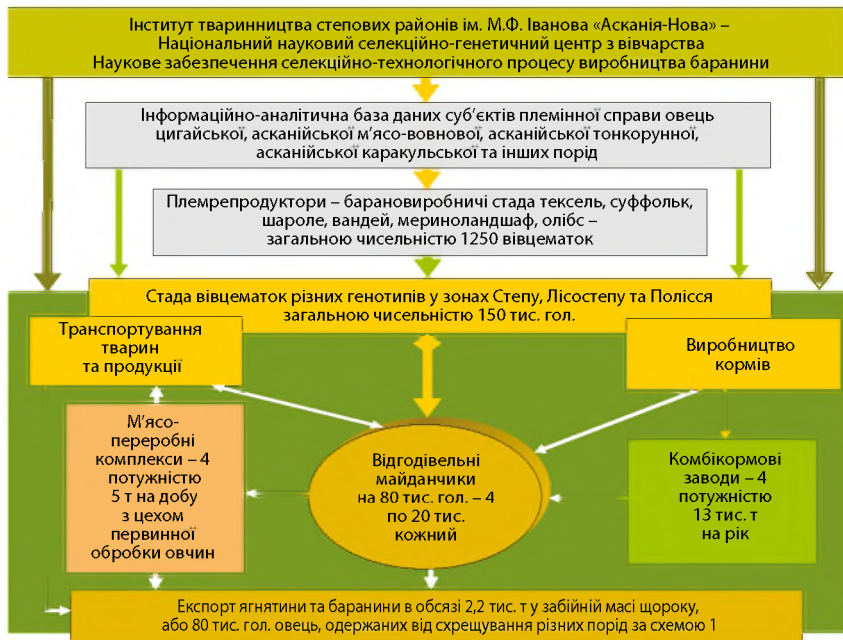 Інститут тваринництва степових районів ім. М.Ф. Іванова «Асканія-Нова» –
Національний науковий селекційно-генетичний центр з вівчарства
Наукове забезпечення селекційно-технологічного процесу виробництва баранини
Інформаційно-аналітична база даних суб’єктів племінної справи овець
цигайської, асканійської м’ясо-вовнової, асканійської тонкорунної,
асканійської каракульської та інших порід
Племрепродуктори – барановиробничі стада тексель, суффольк,
шароле, вандей, мериноландшаф, олібс –
загальною чисельністю 1250 вівцематок
Стада вівцематок різних генотипів у зонах Степу, Лісостепу та Полісся
загальною чисельністю 150 тис. гол.
Транспортування
тварин
та продукції
Виробництво
кормів
М’ясо-
переробні
комплекси – 4
потужністю
5 т на добу
з цехом
первинної
обробки овчин
Відгодівельні
майданчики
на 80 тис. гол. – 4
по 20 тис.
кожний
Комбікормові
заводи – 4
потужністю
13 тис. т
на рік
Експорт ягнятини та баранини в обсязі 2,2 тис. т у забійній масі щороку,
або 80 тис. гол. овець, одержаних від схрещування різних порід за схемою 1